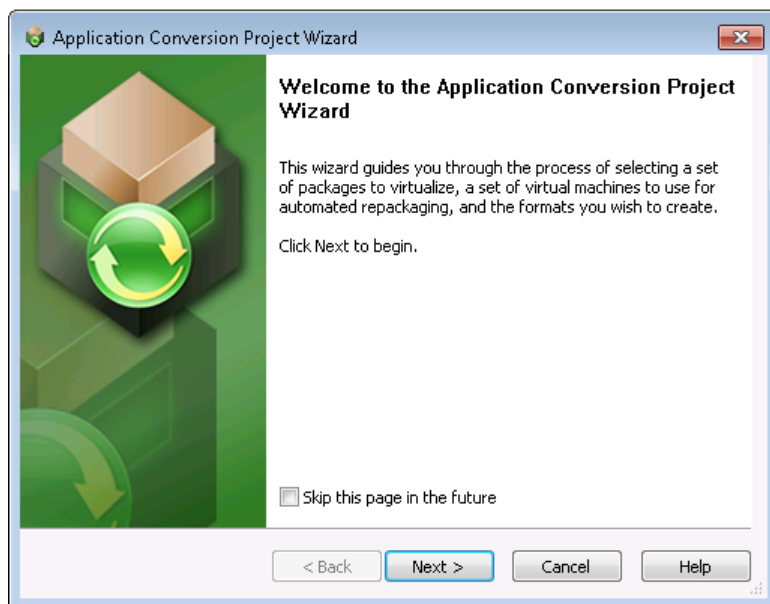 Application Conversion Project Wizard
Welcome to the Application Conversion Project
Wizard
This wizard guides you through the process of selecting a set
of packages to virtualize, a set of virtual machines to use for
automated repackaging, and the formats you wish to create.
Click Next to begin.
Skip this page in the future
< Back Next > Cancel Help